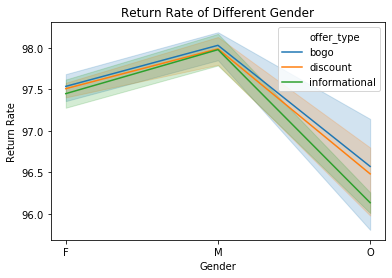 Return Rate of Different Gender
offer_type
bogo
discount
informational
98.0
97.5
97.0
96.5
96.0
Return Rate
F
M
O
Gender